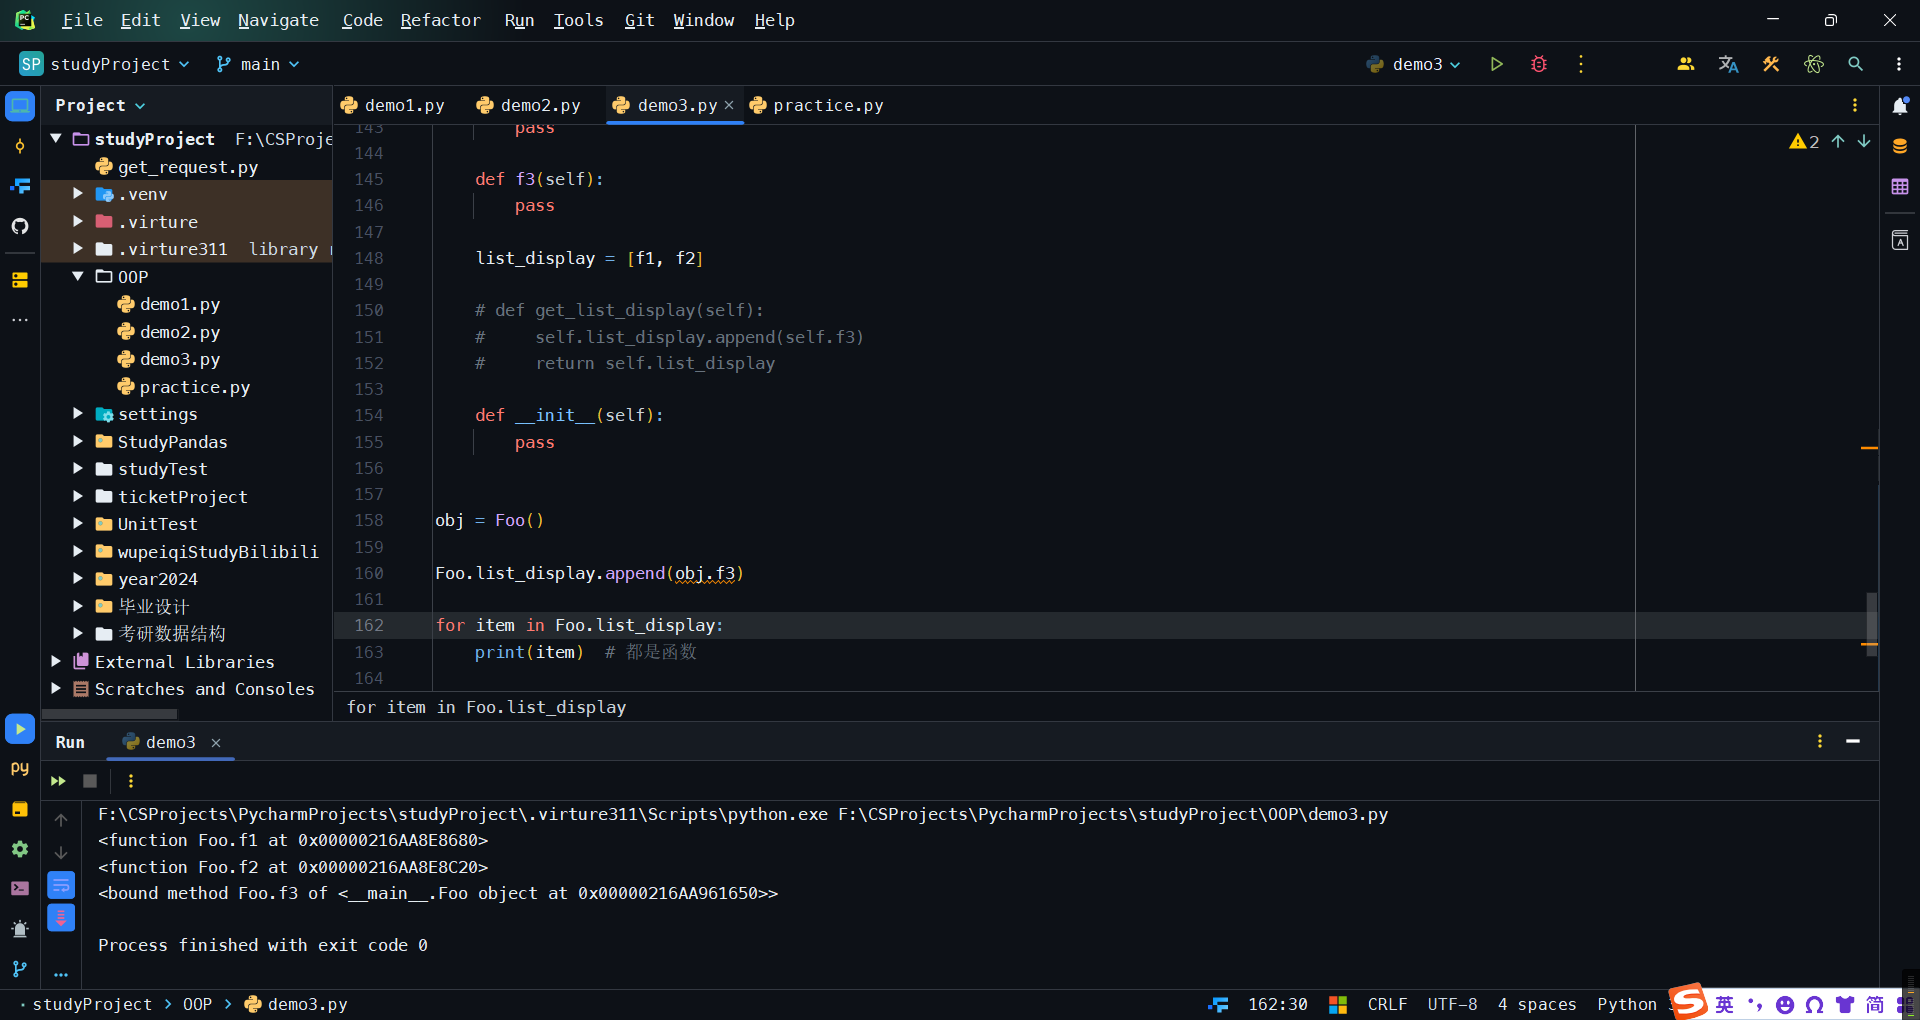 File Edit View Navigate Code Refactor Run Tools Git Window Help
SP studyProject main demo3
Project
demo1.py demo2.py demo3.py practice.py
studyProject F:\CSProje
get_request.py
.venv
.virture
.virture311 library
OOP
demo1.py
demo2.py
demo3.py
practice.py
settings
StudyPandas
studyTest
ticketProject
UnitTest
wupeiqiStudyBilibili
year2024
毕业设计
考研数据结构
External Libraries
Scratches and Consoles
2
143 pass
144
145 def f3(self):
146 pass
147
148 list_display = [f1, f2]
149
150 # def get_list_display(self):
151 #     self.list_display.append(self.f3)
152 #     return self.list_display
153
154 def __init__(self):
155 pass
156
157
158 obj = Foo()
159
160 Foo.list_display.append(obj.f3)
161
162 for item in Foo.list_display:
163 print(item)  # 都是函数
164
for item in Foo.list_display
Run demo3
F:\CSProjects\PycharmProjects\studyProject\.virture311\Scripts\python.exe F:\CSProjects\PycharmProjects\studyProject\OOP\demo3.py
<function Foo.f1 at 0x00000216AA8E8680>
<function Foo.f2 at 0x00000216AA8E8C20>
<bound method Foo.f3 of <__main__.Foo object at 0x00000216AA961650>>
Process finished with exit code 0
studyProject > OOP > demo3.py
162:30 CRLF UTF-8 4 spaces Python
英 简